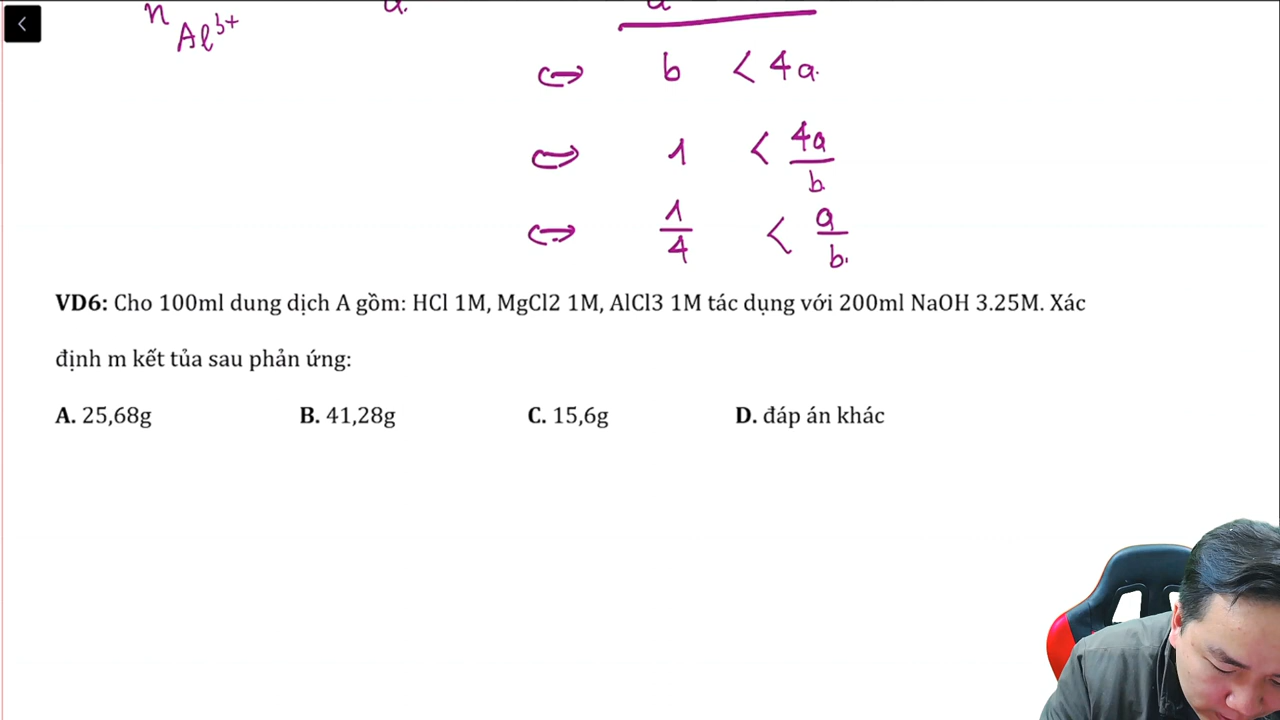 n Al3+ a. a
⇔ b < 4a.
⇔ 1 < 4a/b
⇔ 1/4 < a/b.
VD6: Cho 100ml dung dịch A gồm: HCl 1M, MgCl2 1M, AlCl3 1M tác dụng với 200ml NaOH 3.25M. Xác
định m kết tủa sau phản ứng:
A. 25,68g B. 41,28g C. 15,6g D. đáp án khác